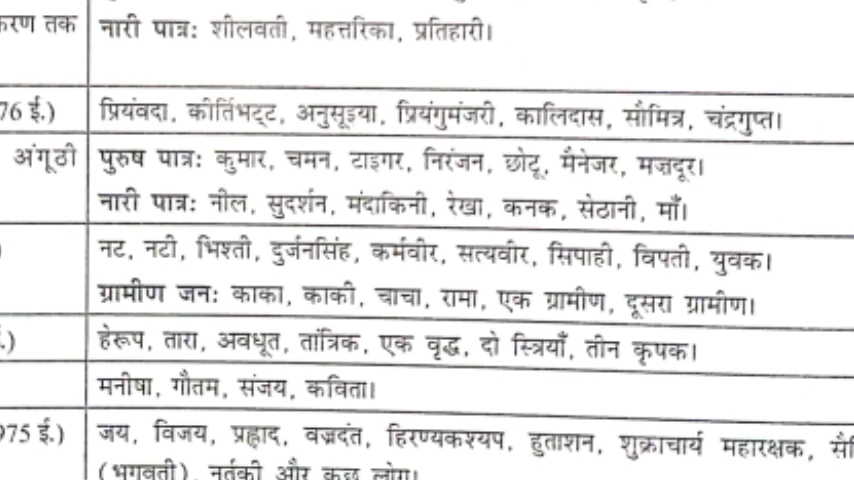 करण तक नारी पात्रः शीलवती, महत्तरिका, प्रतिहारी।
76 ई.) प्रियंवदा, कीर्तिभट्ट, अनुसूइया, प्रियंगुमंजरी, कालिदास, सौमित्र, चंद्रगुप्त।
अंगूठी पुरुष पात्रः कुमार, चमन, टाइगर, निरंजन, छोटू, मैनेजर, मज़दूर।
नारी पात्रः नील, सुदर्शन, मंदाकिनी, रेखा, कनक, सेठानी, माँ।
) नट, नटी, भिश्ती, दुर्जनसिंह, कर्मवीर, सत्यवीर, सिपाही, विपती, युवक।
ग्रामीण जनः काका, काकी, चाचा, रामा, एक ग्रामीण, दूसरा ग्रामीण।
ई.) हेरूप, तारा, अवधूत, तांत्रिक, एक वृद्ध, दो स्त्रियाँ, तीन कृषक।
मनीषा, गौतम, संजय, कविता।
975 ई.) जय, विजय, प्रह्लाद, वज्रदंत, हिरण्यकश्यप, हुताशन, शुक्राचार्य महारक्षक,
(भगवती), नर्तकी और कुछ लोग।